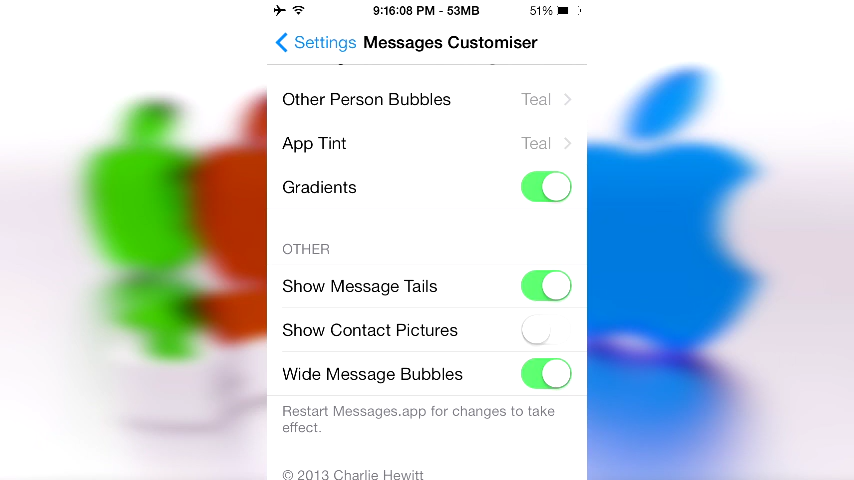 9:16:08 PM - 53MB 51%
Settings Messages Customiser
Other Person Bubbles Teal
App Tint Teal
Gradients
OTHER
Show Message Tails
Show Contact Pictures
Wide Message Bubbles
Restart Messages.app for changes to take
effect.
© 2013 Charlie Hewitt